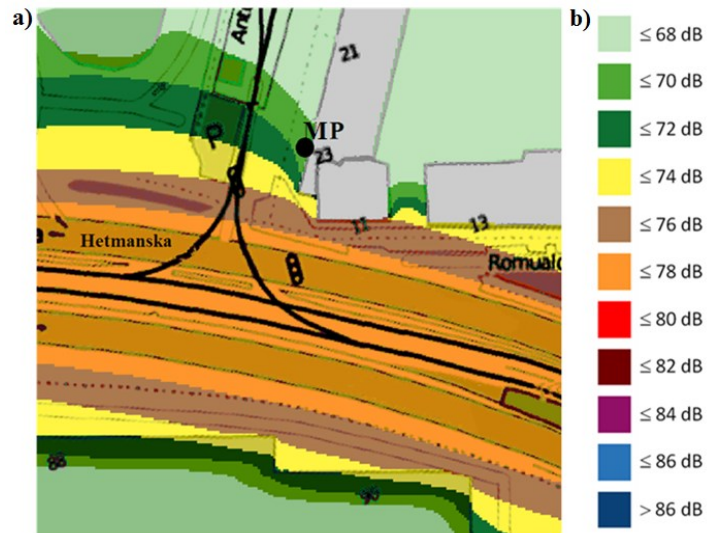 a)
b)
Anto
21
MP
23
P
11
13
Hetmanska
Romuald
≤ 68 dB
≤ 70 dB
≤ 72 dB
≤ 74 dB
≤ 76 dB
≤ 78 dB
≤ 80 dB
≤ 82 dB
≤ 84 dB
≤ 86 dB
> 86 dB